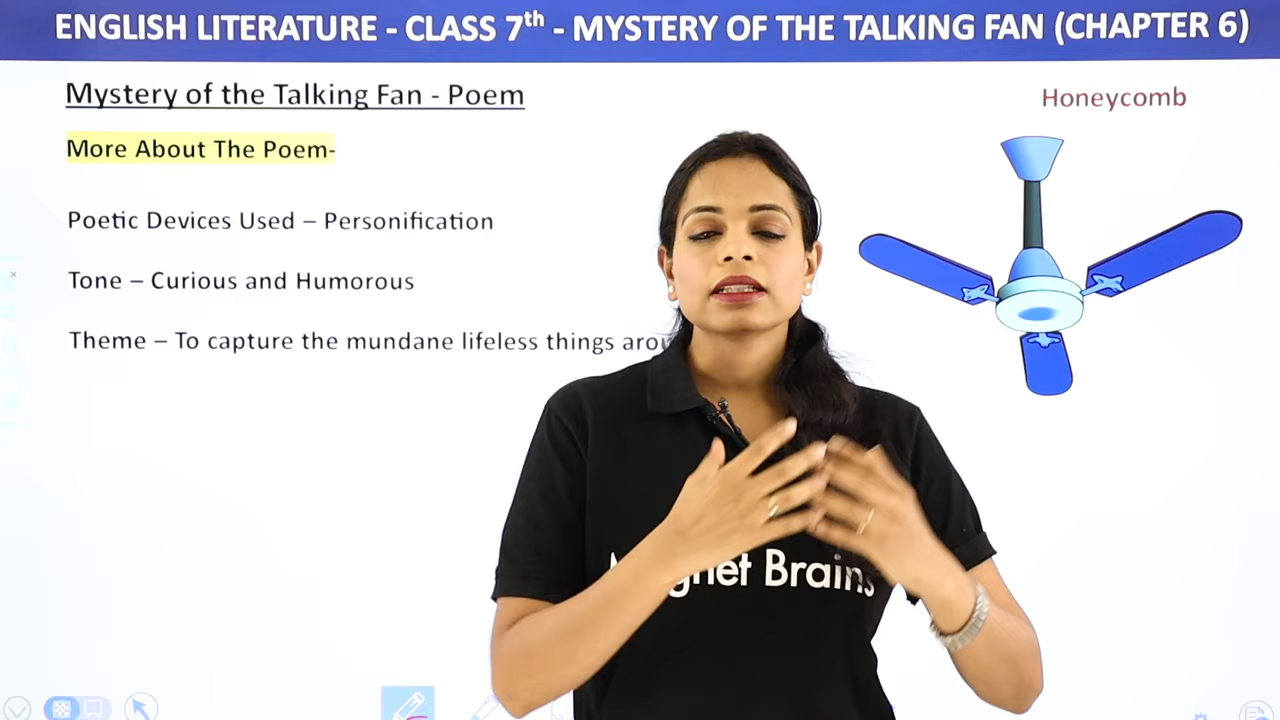 ENGLISH LITERATURE - CLASS 7th - MYSTERY OF THE TALKING FAN (CHAPTER 6)
Mystery of the Talking Fan - Poem
Honeycomb
More About The Poem-
Poetic Devices Used – Personification
Tone – Curious and Humorous
Theme – To capture the mundane lifeless things
Brains